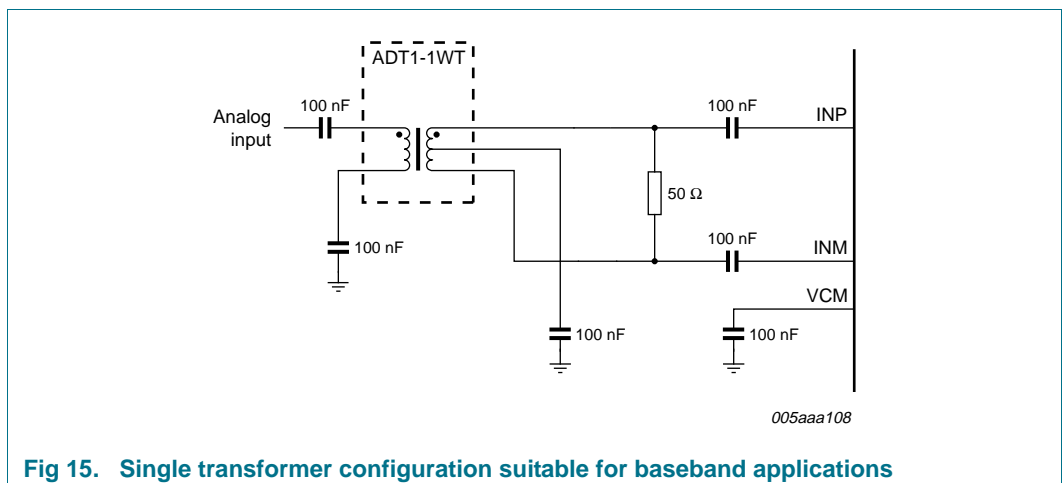 ADT1-1WT
Analog
input
100 nF
100 nF
INP
50 Ω
100 nF
INM
100 nF
VCM
100 nF
100 nF
005aaa108
Fig 15. Single transformer configuration suitable for baseband applications